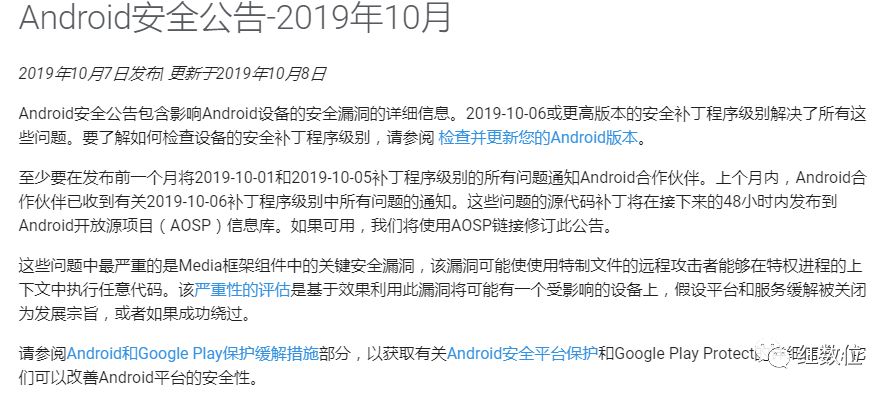 Android安全公告-2019年10月
2019年10月7日发布| 更新于2019年10月8日
Android安全公告包含影响Android设备的安全漏洞的详细信息。2019-10-06或更高版本的安全补丁程序级别解决了所有这
些问题。要了解如何检查设备的安全补丁程序级别，请参阅 检查并更新您的Android版本。
至少要在发布前一个月将2019-10-01和2019-10-05补丁程序级别的所有问题通知Android合作伙伴。上个月内，Android合
作伙伴已收到有关2019-10-06补丁程序级别中所有问题的通知。这些问题的源代码补丁将在接下来的48小时内发布到
Android开放源项目（AOSP）信息库。如果可用，我们将使用AOSP链接修订此公告。
这些问题中最严重的是Media框架组件中的关键安全漏洞，该漏洞可能使使用特制文件的远程攻击者能够在特权进程的上
下文中执行任意代码。该严重性的评估是基于效果利用此漏洞将可能有一个受影响的设备上，假设平台和服务缓解被关闭
为发展宗旨，或者如果成功绕过。
请参阅Android和Google Play保护缓解措施部分，以获取有关Android安全平台保护和Google Play Protect
们可以改善Android平台的安全性。
红数位